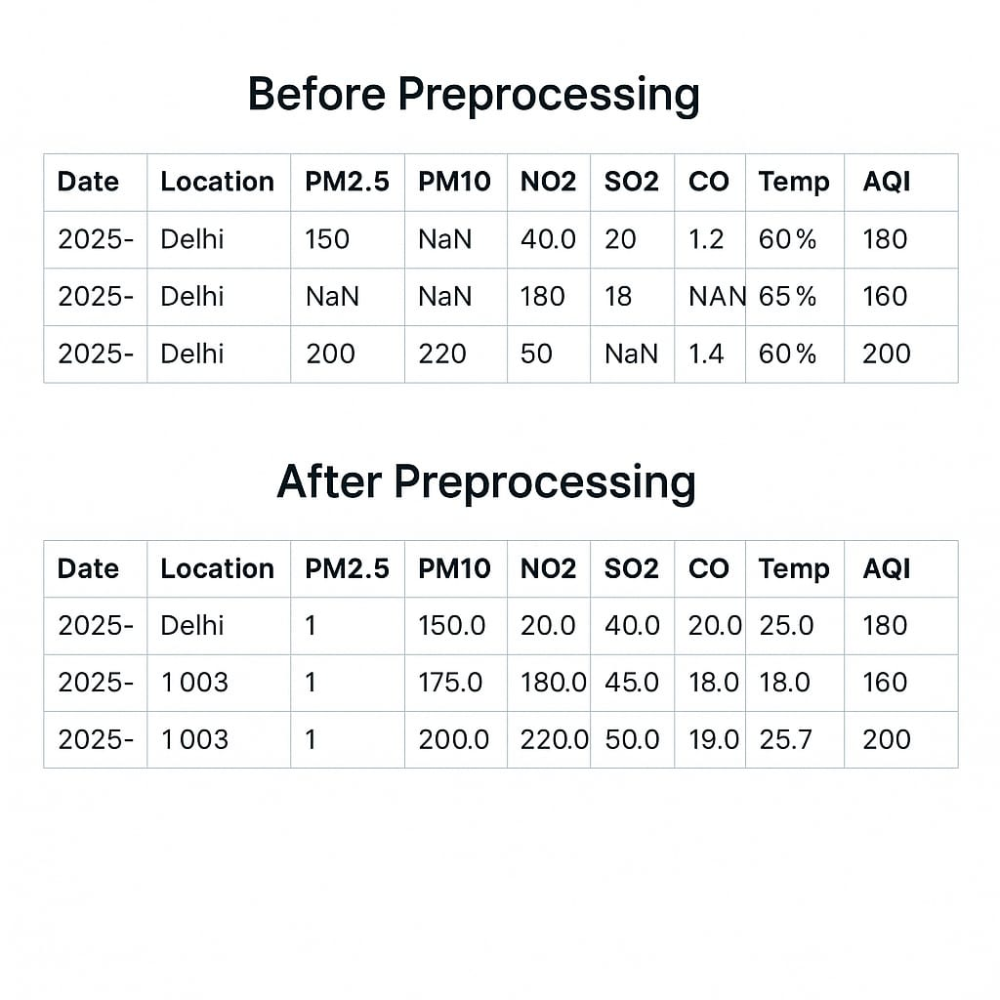 Before Preprocessing
Date Location PM2.5 PM10 NO2 SO2 CO Temp AQI
2025- Delhi 150 NaN 40.0 20 1.2 60 % 180
2025- Delhi NaN NaN 180 18 NAN 65 % 160
2025- Delhi 200 220 50 NaN 1.4 60 % 200
After Preprocessing
Date Location PM2.5 PM10 NO2 SO2 CO Temp AQI
2025- Delhi 1 150.0 20.0 40.0 20.0 25.0 180
2025- 1 003 1 175.0 180.0 45.0 18.0 18.0 160
2025- 1 003 1 200.0 220.0 50.0 19.0 25.7 200